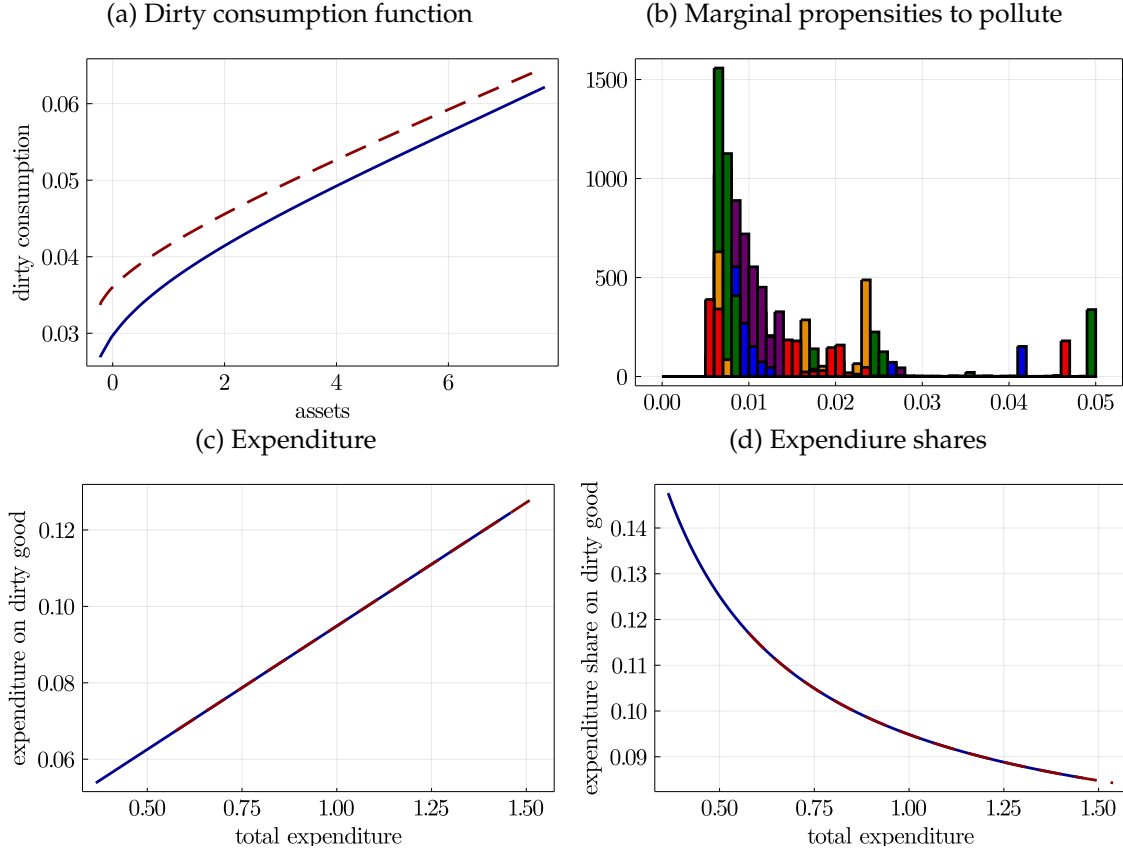 (a) Dirty consumption function
dirty consumption
0.06
0.05
0.04
0.03
0 2 4 6
assets
(b) Marginal propensities to pollute
1500
1000
500
0
0.00 0.01 0.02 0.03 0.04 0.05
(c) Expenditure
expenditure on dirty good
0.12
0.10
0.08
0.06
0.50 0.75 1.00 1.25 1.50
total expenditure
(d) Expendiure shares
expenditure share on dirty good
0.14
0.13
0.12
0.11
0.10
0.09
0.50 0.75 1.00 1.25 1.50
total expenditure